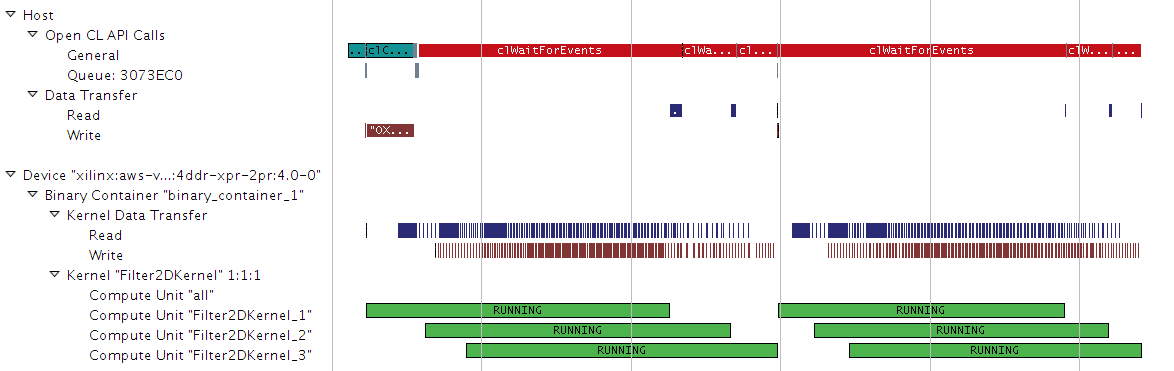 Host
Open CL API Calls
General .. clC... clWaitForEvents clWa... cl... clWaitForEvents clW... ...
Queue: 3073EC0
Data Transfer
Read .
Write "OX...
Device "xilinx:aws-v...:4ddr-xpr-2pr:4.0-0"
Binary Container "binary_container_1"
Kernel Data Transfer
Read
Write
Kernel "Filter2DKernel" 1:1:1
Compute Unit "all"
Compute Unit "Filter2DKernel_1" RUNNING RUNNING
Compute Unit "Filter2DKernel_2" RUNNING RUNNING
Compute Unit "Filter2DKernel_3" RUNNING RUNNING